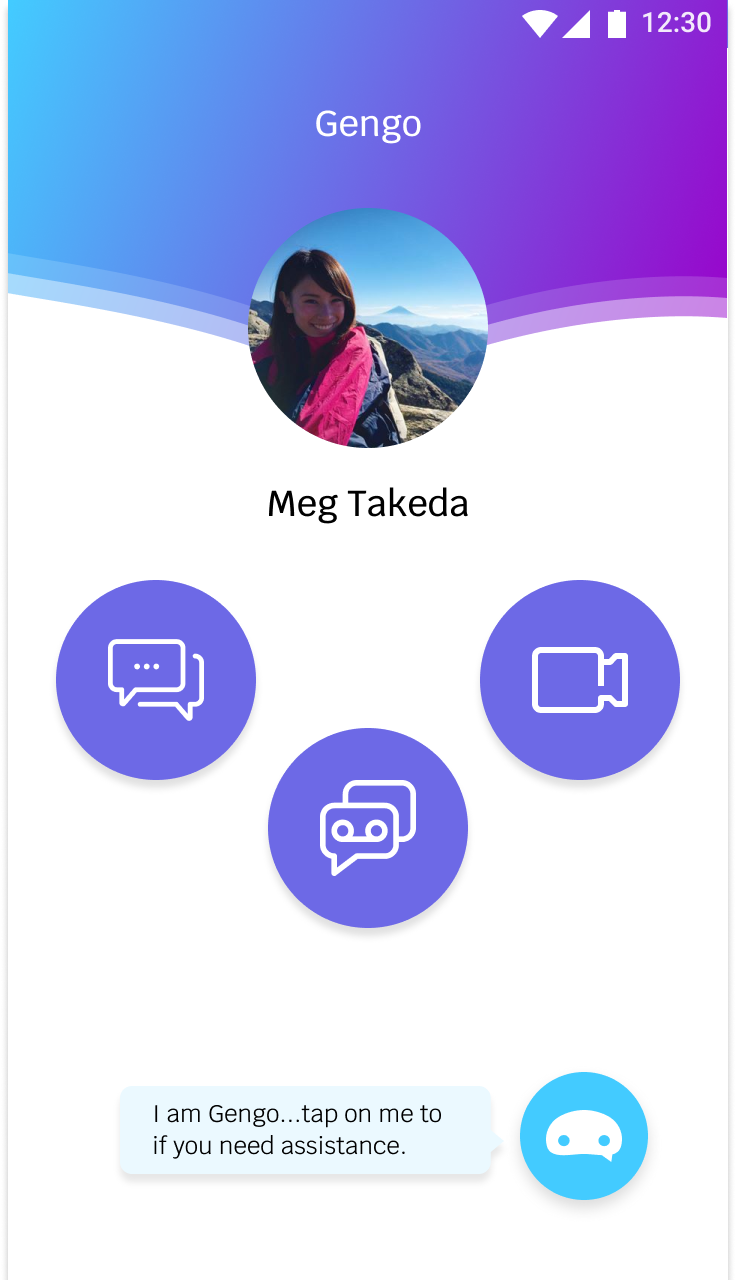 12:30
Gengo
Meg Takeda
I am Gengo...tap on me to
if you need assistance.